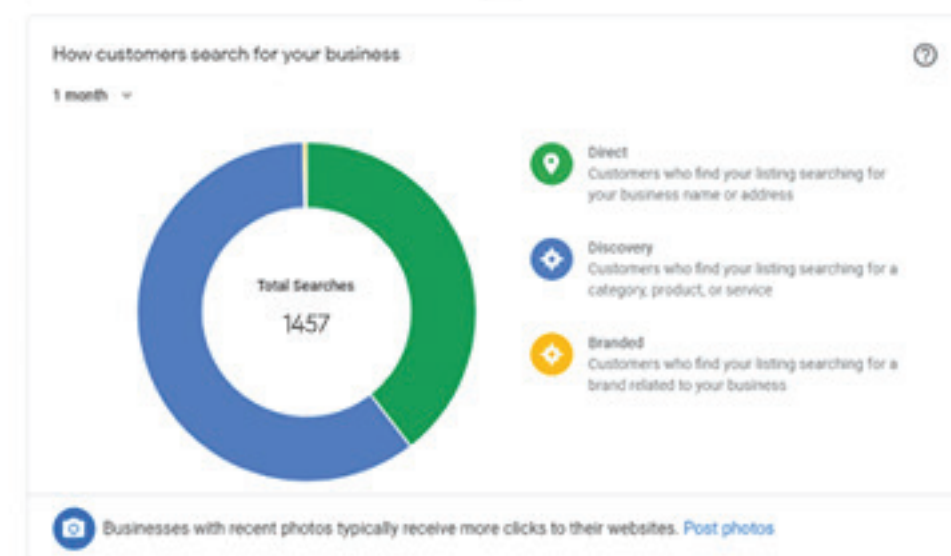 How customers search for your business
1 month
Direct
Customers who find your listing searching for
your business name or address
Total Searches
1457
Discovery
Customers who find your listing searching for a
category, product, or service
Branded
Customers who find your listing searching for a
brand related to your business
Businesses with recent photos typically receive more clicks to their websites. Post photos